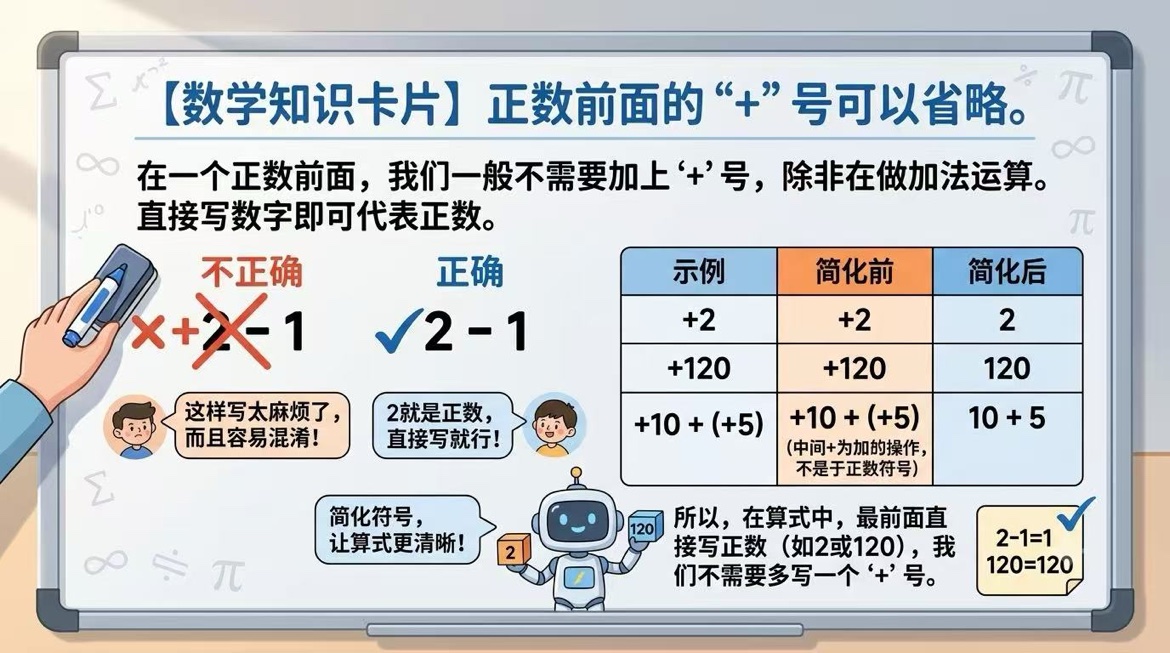 【数学知识卡片】正数前面的“+”号可以省略。
在一个正数前面，我们一般不需要加上‘+’号，除非在做加法运算。
直接写数字即可代表正数。
不正确
×+2-1
这样写太麻烦了，
而且容易混淆！
正确
✓2-1
2就是正数，
直接写就行！
示例 简化前 简化后
+2 +2 2
+120 +120 120
+10+(+5) +10+(+5) 10+5
(中间+为加的操作，
不是于正数符号)
简化符号，
让算式更清晰！
2
120
所以，在算式中，最前面直
接写正数（如2或120），我
们不需要多写一个‘+’号。
2-1=1
120=120
Σ
x²
∞
Σ
∞
÷
π
÷
π
∞
π